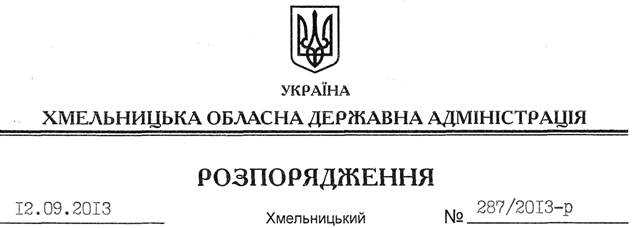 УКРАЇНА
ХМЕЛЬНИЦЬКА ОБЛАСНА ДЕРЖАВНА АДМІНІСТРАЦІЯ
РОЗПОРЯДЖЕННЯ
12.09.2013 Хмельницький № 287/2013-р